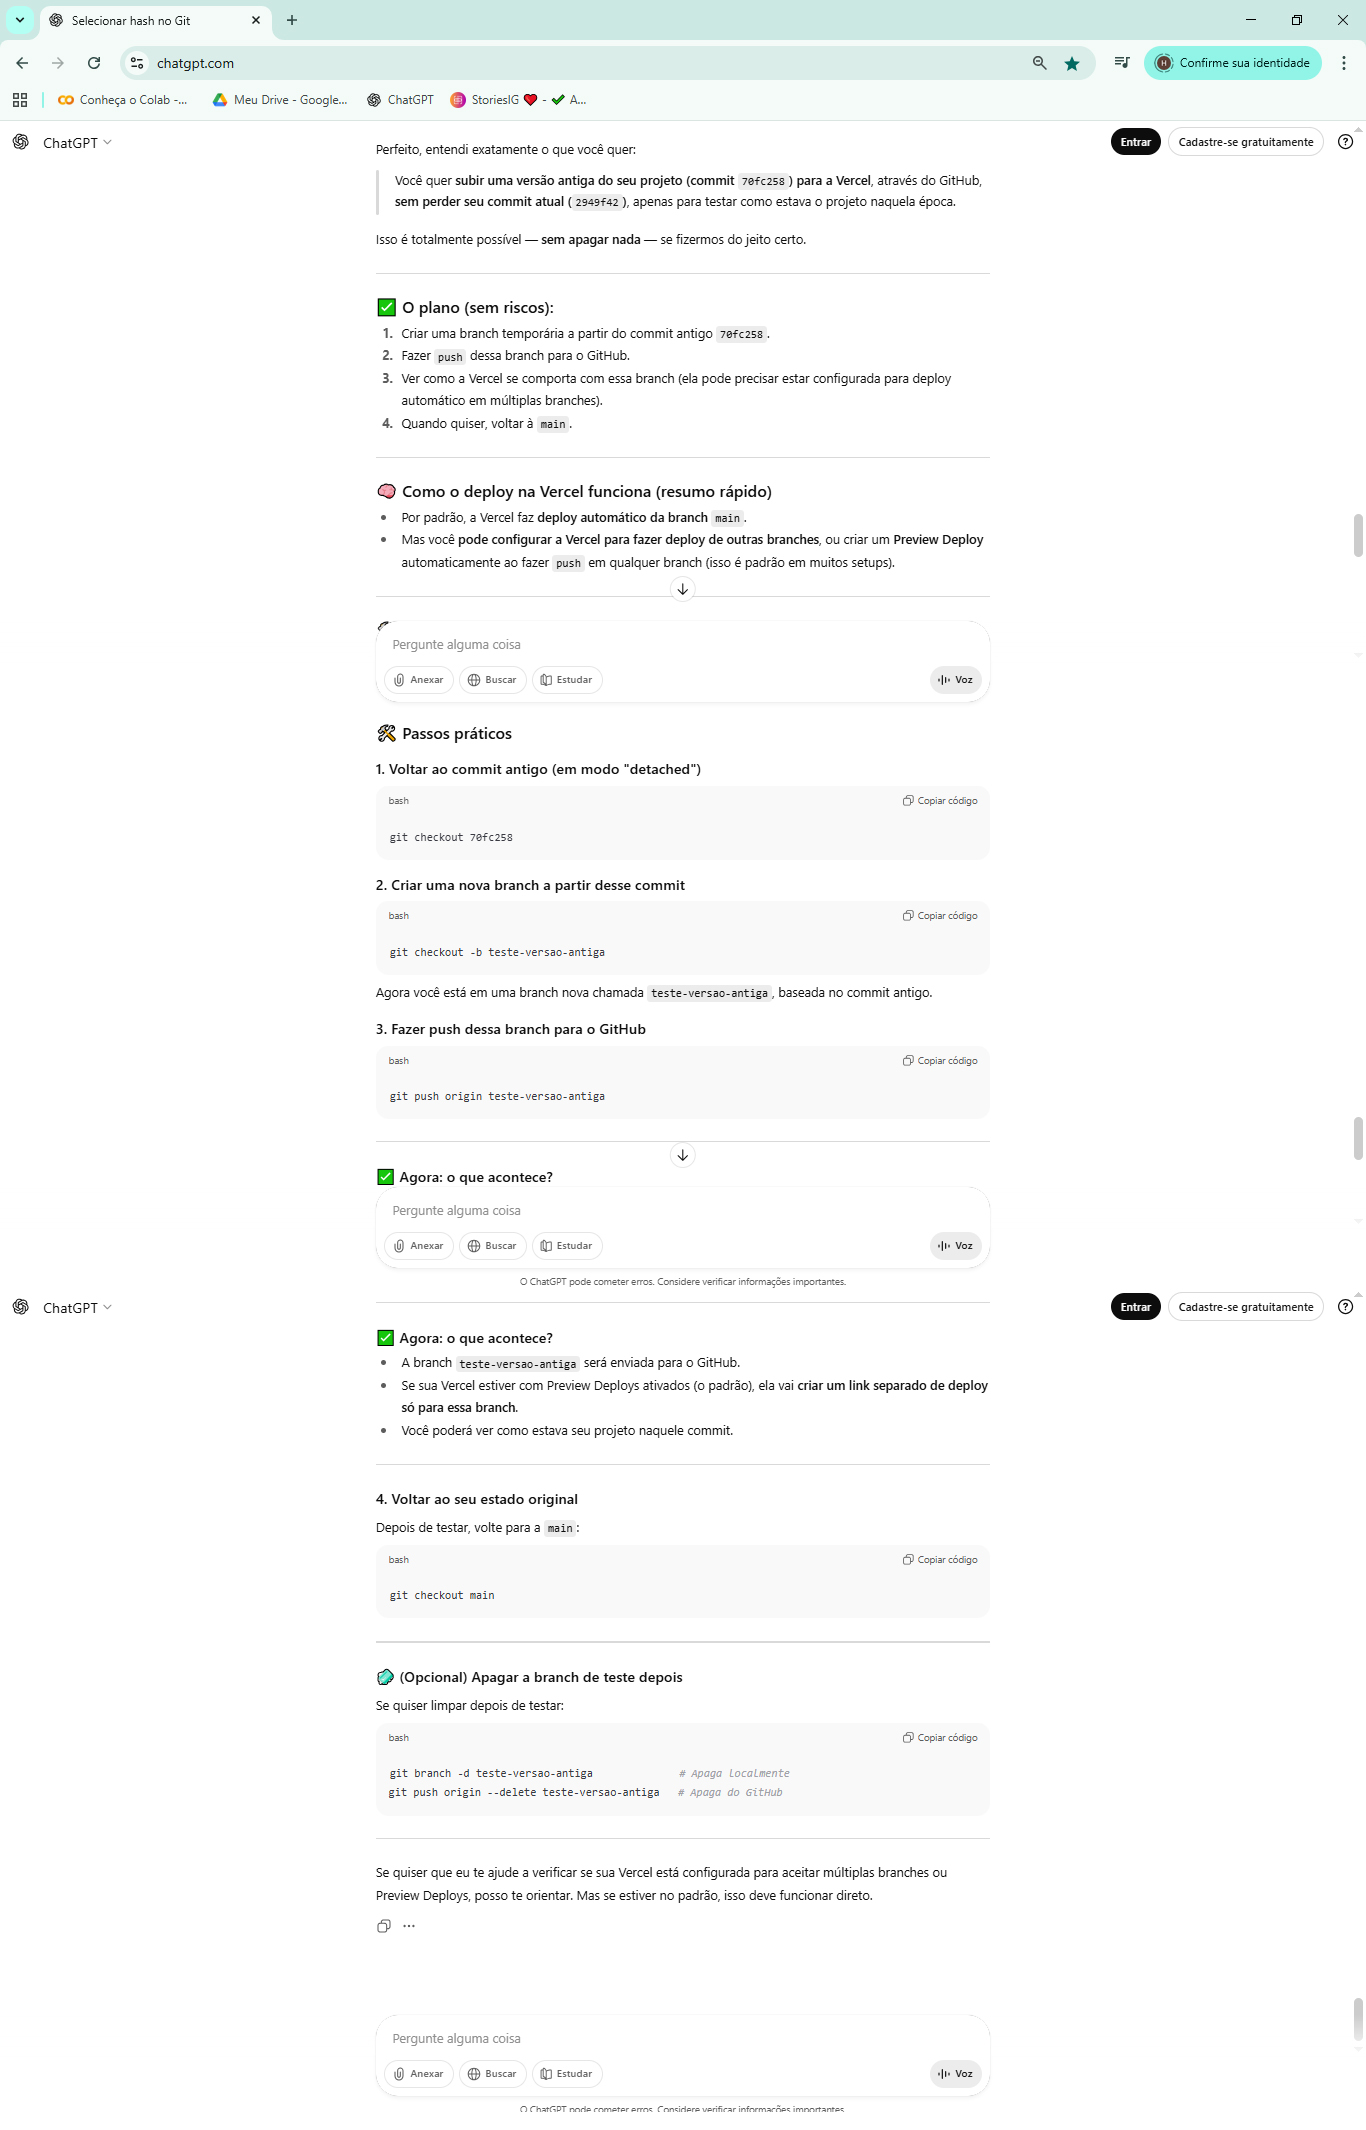 Selecionar hash no Git
chatgpt.com
Confirme sua identidade
Conheça o Colab -...
Meu Drive - Google...
ChatGPT
StoriesIG ❤️ - ✔ A...
ChatGPT
Entrar
Cadastre-se gratuitamente
Perfeito, entendi exatamente o que você quer:
Você quer subir uma versão antiga do seu projeto (commit 70fc258) para a Vercel, através do GitHub,
sem perder seu commit atual (2949f42), apenas para testar como estava o projeto naquela época.
Isso é totalmente possível — sem apagar nada — se fizermos do jeito certo.
✅ O plano (sem riscos):
1. Criar uma branch temporária a partir do commit antigo 70fc258.
2. Fazer push dessa branch para o GitHub.
3. Ver como a Vercel se comporta com essa branch (ela pode precisar estar configurada para deploy
automático em múltiplas branches).
4. Quando quiser, voltar à main.
🧠 Como o deploy na Vercel funciona (resumo rápido)
• Por padrão, a Vercel faz deploy automático da branch main.
• Mas você pode configurar a Vercel para fazer deploy de outras branches, ou criar um Preview Deploy
automaticamente ao fazer push em qualquer branch (isso é padrão em muitos setups).
Pergunte alguma coisa
Anexar
Buscar
Estudar
Voz
🛠 Passos práticos
1. Voltar ao commit antigo (em modo "detached")
bash
Copiar código
git checkout 70fc258
2. Criar uma nova branch a partir desse commit
bash
Copiar código
git checkout -b teste-versao-antiga
Agora você está em uma branch nova chamada teste-versao-antiga, baseada no commit antigo.
3. Fazer push dessa branch para o GitHub
bash
Copiar código
git push origin teste-versao-antiga
✅ Agora: o que acontece?
Pergunte alguma coisa
Anexar
Buscar
Estudar
Voz
O ChatGPT pode cometer erros. Considere verificar informações importantes.
ChatGPT
Entrar
Cadastre-se gratuitamente
✅ Agora: o que acontece?
• A branch teste-versao-antiga será enviada para o GitHub.
• Se sua Vercel estiver com Preview Deploys ativados (o padrão), ela vai criar um link separado de deploy
só para essa branch.
• Você poderá ver como estava seu projeto naquele commit.
4. Voltar ao seu estado original
Depois de testar, volte para a main:
bash
Copiar código
git checkout main
🧼 (Opcional) Apagar a branch de teste depois
Se quiser limpar depois de testar:
bash
Copiar código
git branch -d teste-versao-antiga # Apaga localmente
git push origin --delete teste-versao-antiga # Apaga do GitHub
Se quiser que eu te ajude a verificar se sua Vercel está configurada para aceitar múltiplas branches ou
Preview Deploys, posso te orientar. Mas se estiver no padrão, isso deve funcionar direto.
Pergunte alguma coisa
Anexar
Buscar
Estudar
Voz
O ChatGPT pode cometer erros. Considere verificar informações importantes.